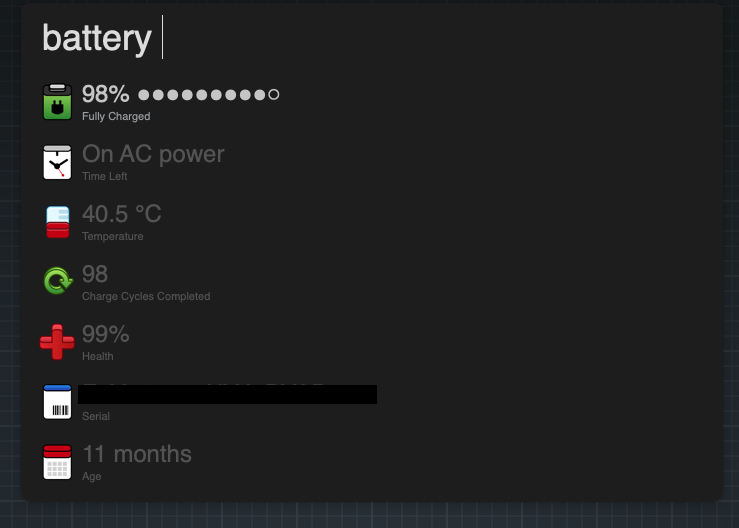 battery
98%
Fully Charged
On AC power
Time Left
40.5 °C
Temperature
98
Charge Cycles Completed
99%
Health
Serial
11 months
Age